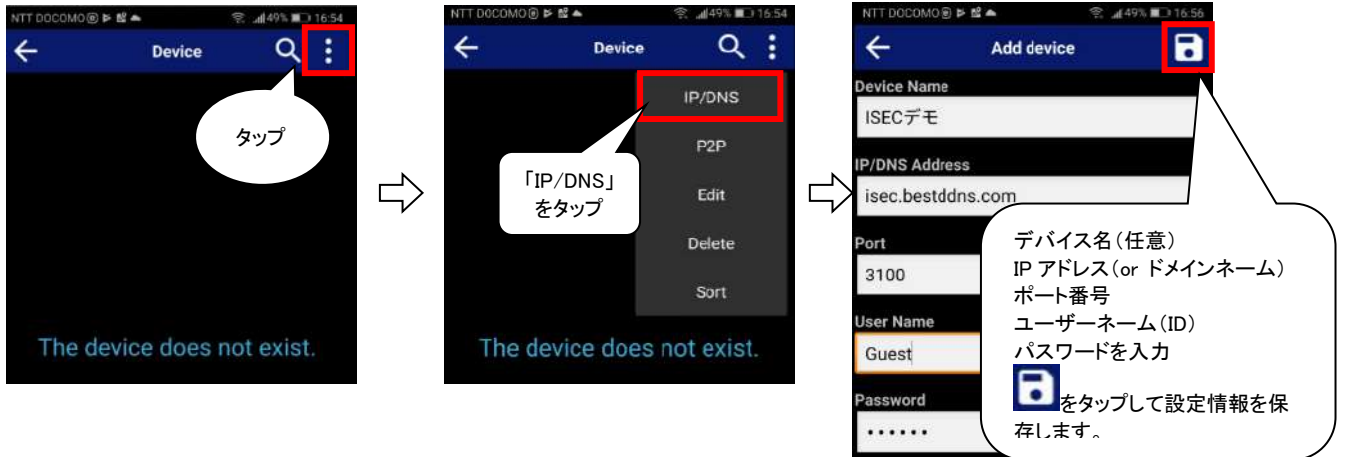 NTT DOCOMO 49% 16:54
Device
タップ
The device does not exist.
NTT DOCOMO 49% 16:54
Device
IP/DNS
P2P
Edit
Delete
Sort
「IP/DNS」
をタップ
The device does not exist.
NTT DOCOMO 49% 16:56
Add device
Device Name
ISECデモ
IP/DNS Address
isec.bestddns.com
Port
3100
User Name
Guest
Password
••••••
デバイス名(任意)
IP アドレス(or ドメインネーム)
ポート番号
ユーザーネーム(ID)
パスワードを入力
をタップして設定情報を保
存します。